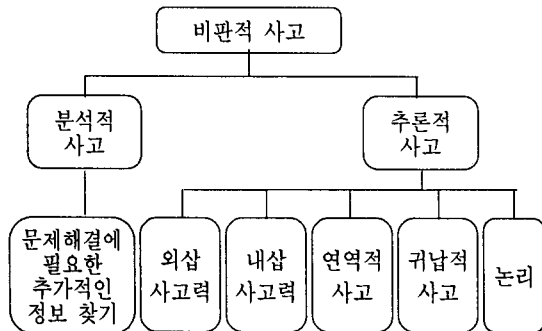 비판적 사고
분석적
사고
추론적
사고
문제해결에
필요한
추가적인
정보 찾기
외삽
사고력
내삽
사고력
연역적
사고
귀납적
사고
논리